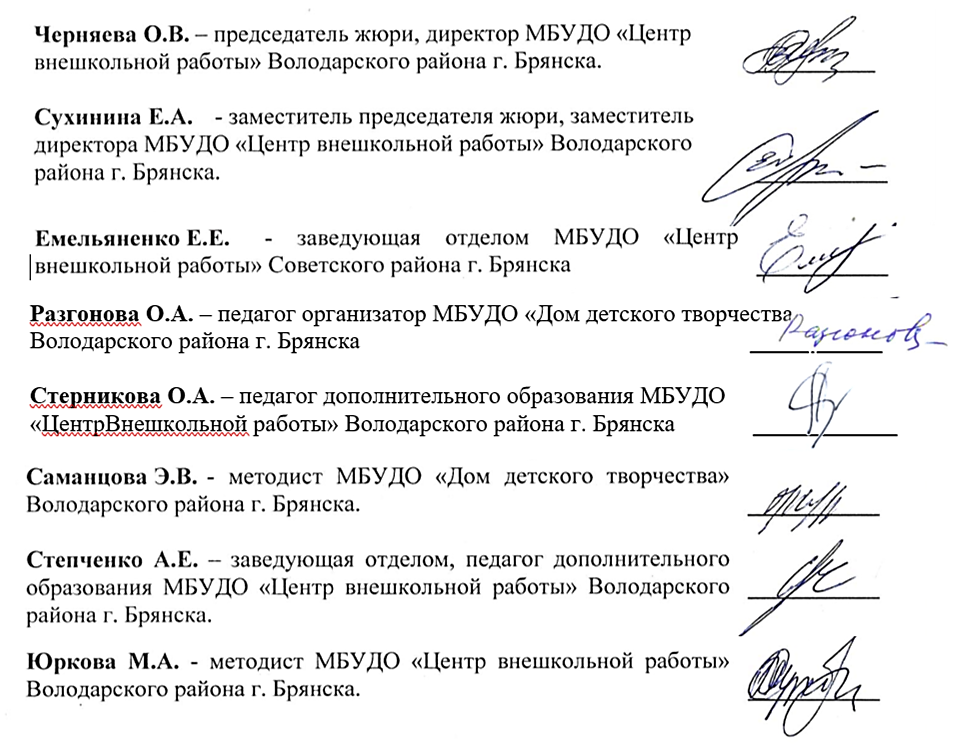 Черняева О.В. – председатель жюри, директор МБУДО «Центр
внешкольной работы» Володарского района г. Брянска.
Сухинина Е.А. - заместитель председателя жюри, заместитель
директора МБУДО «Центр внешкольной работы» Володарского
района г. Брянска.
Емельяненко Е.Е. - заведующая отделом МБУДО «Центр
внешкольной работы» Советского района г. Брянска
Разгонова О.А. – педагог организатор МБУДО «Дом детского творчества
Володарского района г. Брянска
Стерникова О.А. – педагог дополнительного образования МБУДО
«ЦентрВнешкольной работы» Володарского района г. Брянска
Саманцова Э.В. - методист МБУДО «Дом детского творчества»
Володарского района г. Брянска.
Степченко А.Е. – заведующая отделом, педагог дополнительного
образования МБУДО «Центр внешкольной работы» Володарского
района г. Брянска.
Юркова М.А. - методист МБУДО «Центр внешкольной работы»
Володарского района г. Брянска.